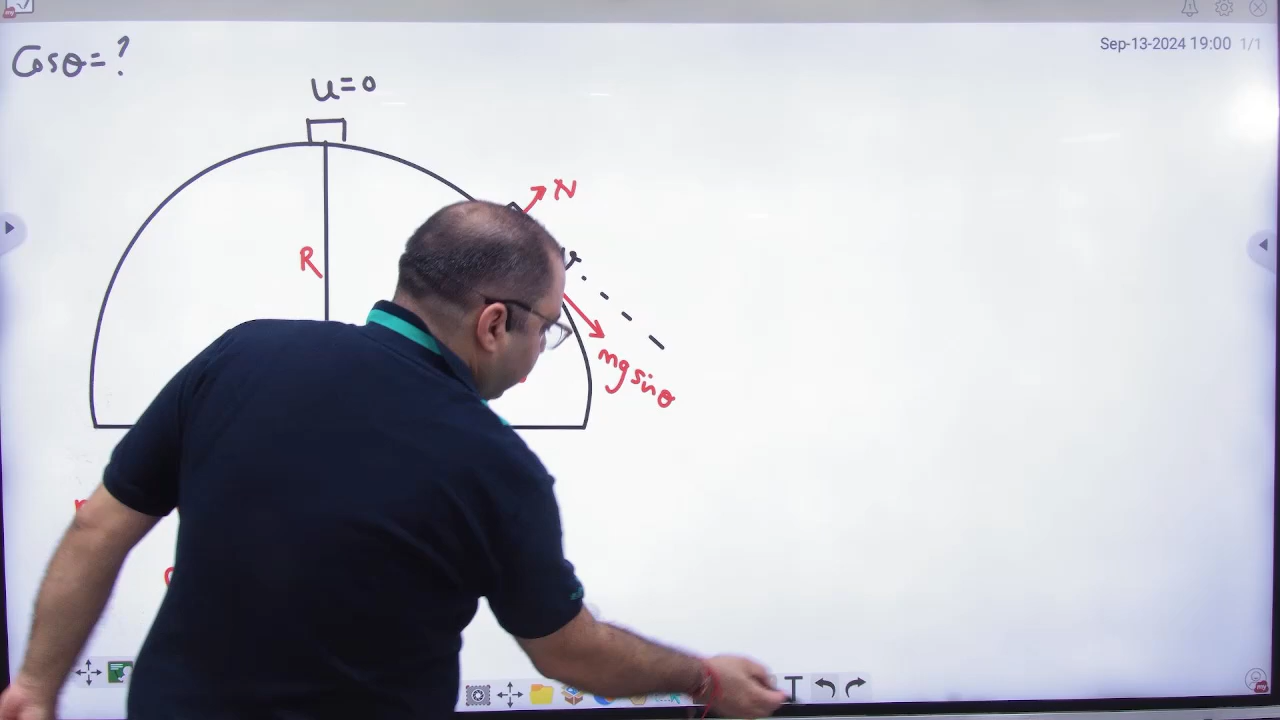 Sep-13-2024 19:00 1/1
Cosθ=?
u=0
N
R
mg sinθ
T